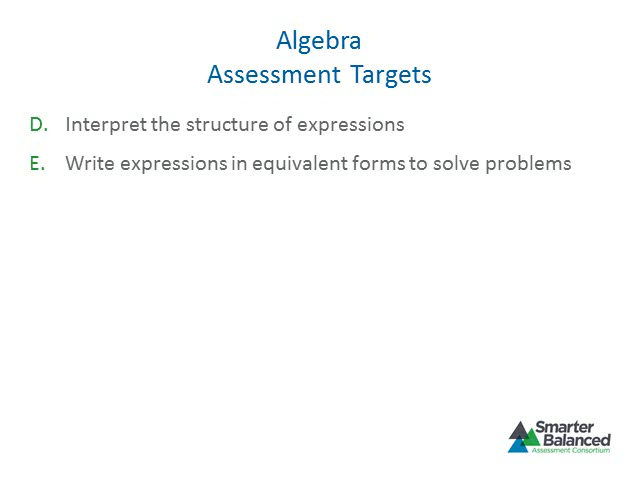 Algebra
Assessment Targets
D. Interpret the structure of expressions
E. Write expressions in equivalent forms to solve problems
Smarter
Balanced
Assessment Consortium